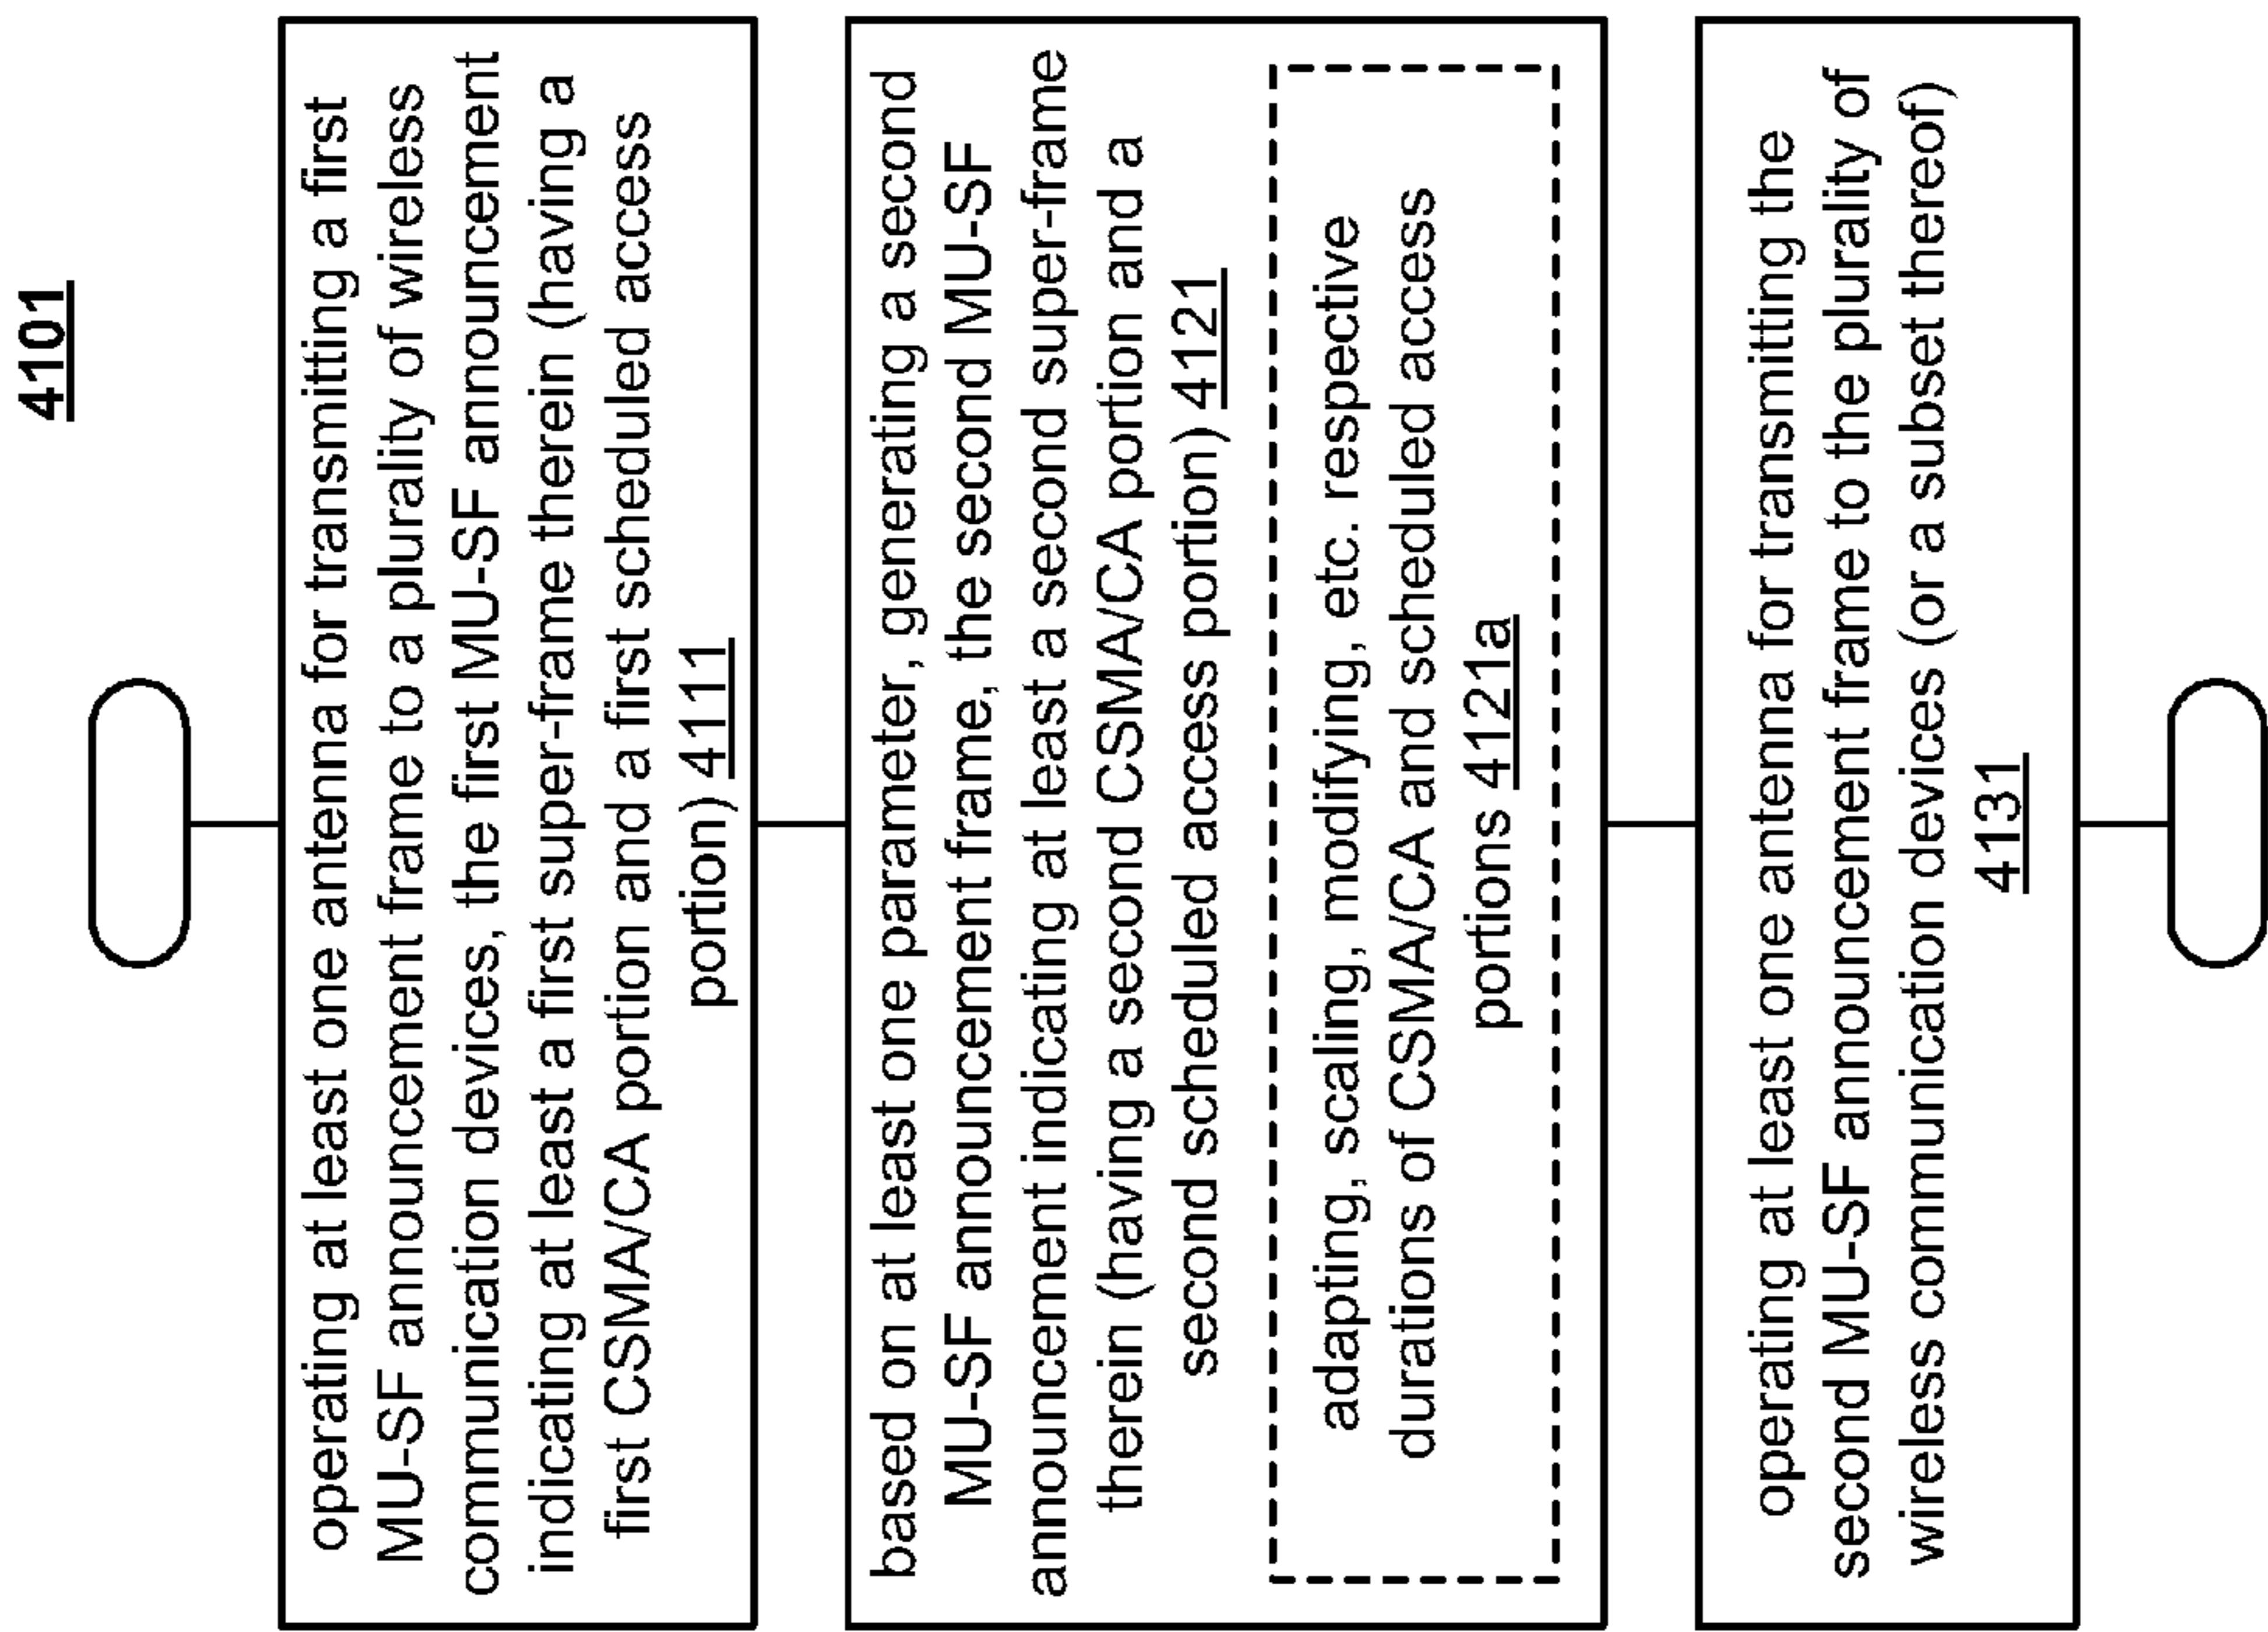 4101
operating at least one antenna for transmitting a first
MU-SF announcement frame to a plurality of wireless
communication devices, the first MU-SF announcement
indicating at least a first super-frame therein (having a
first CSMA/CA portion and a first scheduled access
portion) 4111
based on at least one parameter, generating a second
MU-SF announcement frame, the second MU-SF
announcement indicating at least a second super-frame
therein (having a second CSMA/CA portion and a
second scheduled access portion) 4121
adapting, scaling, modifying, etc. respective
durations of CSMA/CA and scheduled access
portions 4121a
operating at least one antenna for transmitting the
second MU-SF announcement frame to the plurality of
wireless communication devices (or a subset thereof)
4131